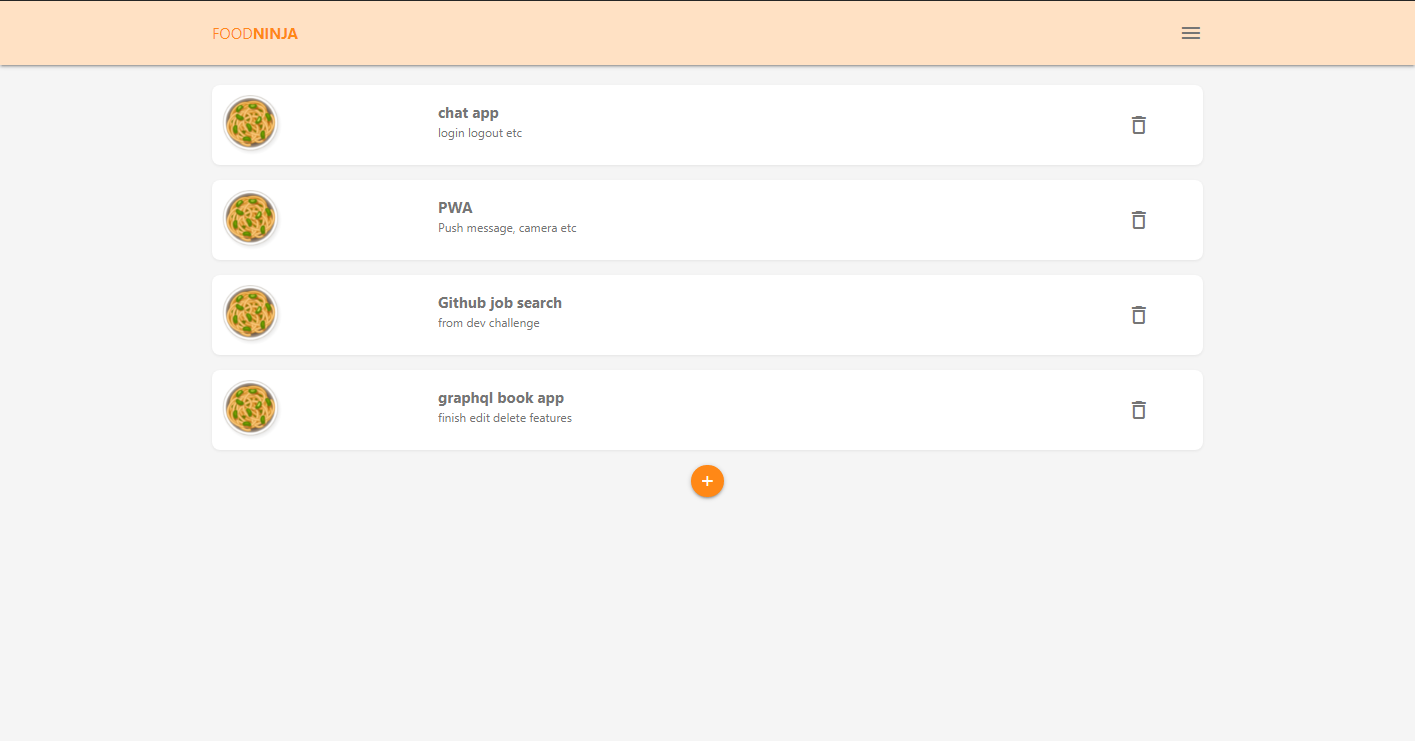 FOODNINJA
chat app
login logout etc
PWA
Push message, camera etc
Github job search
from dev challenge
graphql book app
finish edit delete features
+